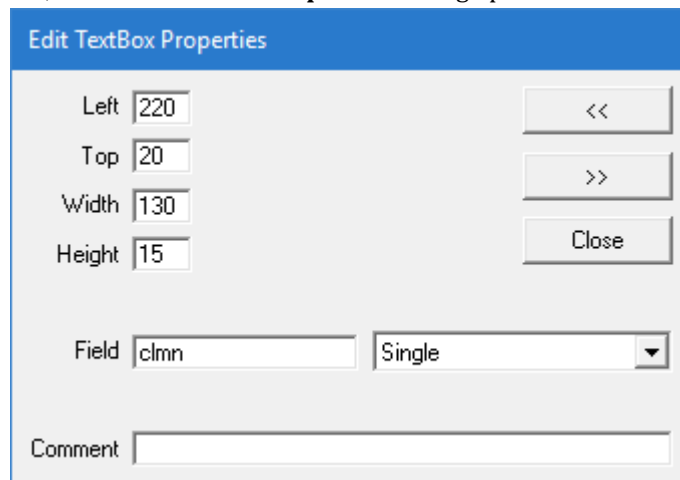 Edit TextBox Properties
Left 220 <<
Top 20
>>
Width 130
Height 15 Close
Field clmn Single
Comment